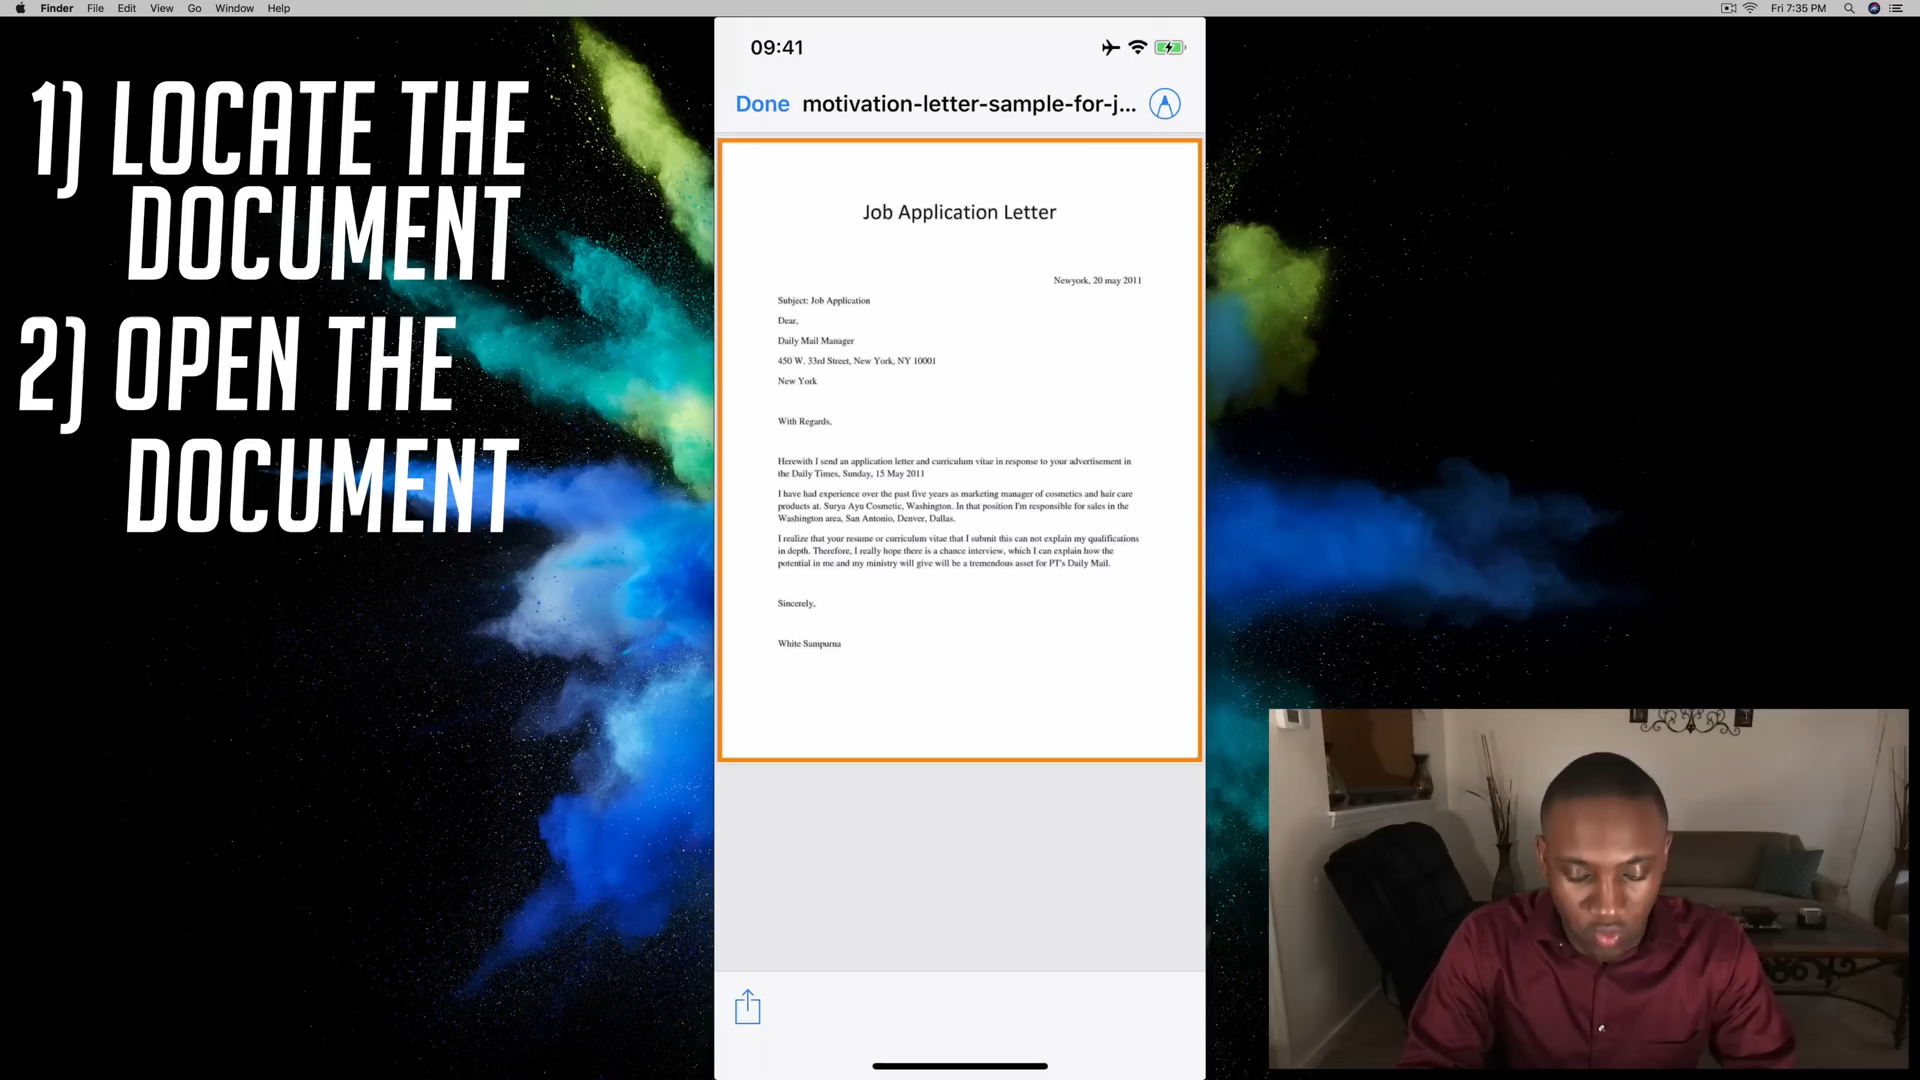 Finder File Edit View Go Window Help
Fri 7:35 PM
1) LOCATE THE
DOCUMENT
2) OPEN THE
DOCUMENT
09:41
Done motivation-letter-sample-for-j...
Job Application Letter
Newyork, 20 may 2011
Subject: Job Application
Dear,
Daily Mail Manager
450 W. 33rd Street, New York, NY 10001
New York
With Regards,
Herewith I send an application letter and curriculum vitae in response to your advertisement in
the Daily Times, Sunday, 15 May 2011
I have had experience over the past five years as marketing manager of cosmetics and hair care
products at. Surya Ayu Cosmetic, Washington. In that position I'm responsible for sales in the
Washington area, San Antonio, Denver, Dallas.
I realize that your resume or curriculum vitae that I submit this can not explain my qualifications
in depth. Therefore, I really hope there is a chance interview, which I can explain how the
potential in me and my ministry will give will be a tremendous asset for PT's Daily Mail.
Sincerely,
White Sampurna